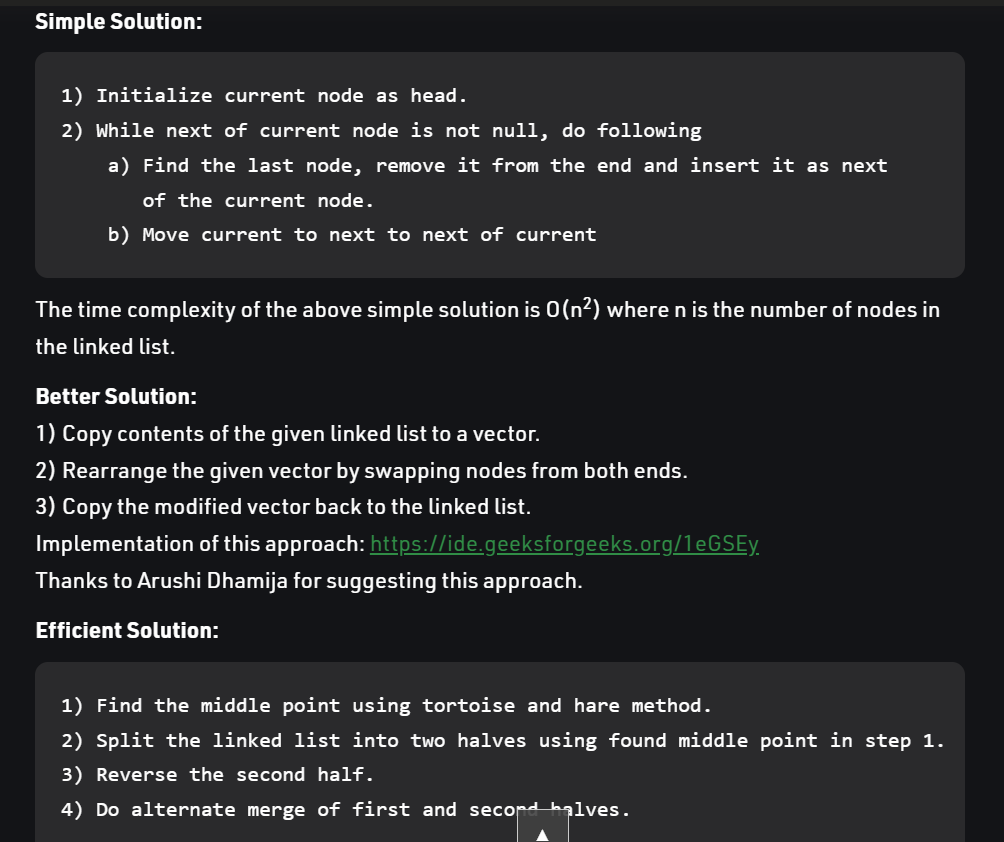 Simple Solution:
1) Initialize current node as head.
2) While next of current node is not null, do following
a) Find the last node, remove it from the end and insert it as next
of the current node.
b) Move current to next to next of current
The time complexity of the above simple solution is O(n²) where n is the number of nodes in
the linked list.
Better Solution:
1) Copy contents of the given linked list to a vector.
2) Rearrange the given vector by swapping nodes from both ends.
3) Copy the modified vector back to the linked list.
Implementation of this approach: https://ide.geeksforgeeks.org/1eGSEy
Thanks to Arushi Dhamija for suggesting this approach.
Efficient Solution:
1) Find the middle point using tortoise and hare method.
2) Split the linked list into two halves using found middle point in step 1.
3) Reverse the second half.
4) Do alternate merge of first and second halves.